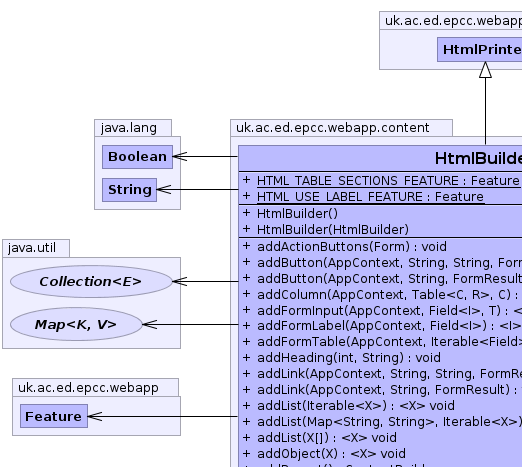 uk.ac.ed.epcc.webapp
HtmlPrinte
java.lang
Boolean
String
uk.ac.ed.epcc.webapp.content
HtmlBuilde
+ HTML_TABLE_SECTIONS_FEATURE : Feature
+ HTML_USE_LABEL_FEATURE : Feature
+ HtmlBuilder()
+ HtmlBuilder(HtmlBuilder)
+ addActionButtons(Form) : void
+ addButton(AppContext, String, String, Form
+ addButton(AppContext, String, FormResult
+ addColumn(AppContext, Table<C, R>, C) :
+ addFormInput(AppContext, Field<I>, T) : <
+ addFormLabel(AppContext, Field<I>) : <I>
+ addFormTable(AppContext, Iterable<Field>
+ addHeading(int, String) : void
+ addLink(AppContext, String, String, FormRe
+ addLink(AppContext, String, FormResult) :
+ addList(Iterable<X>) : <X> void
+ addList(Map<String, String>, Iterable<X>)
+ addList(X[]) : <X> void
+ addObject(X) : <X> void
java.util
Collection<E>
Map<K, V>
uk.ac.ed.epcc.webapp
Feature